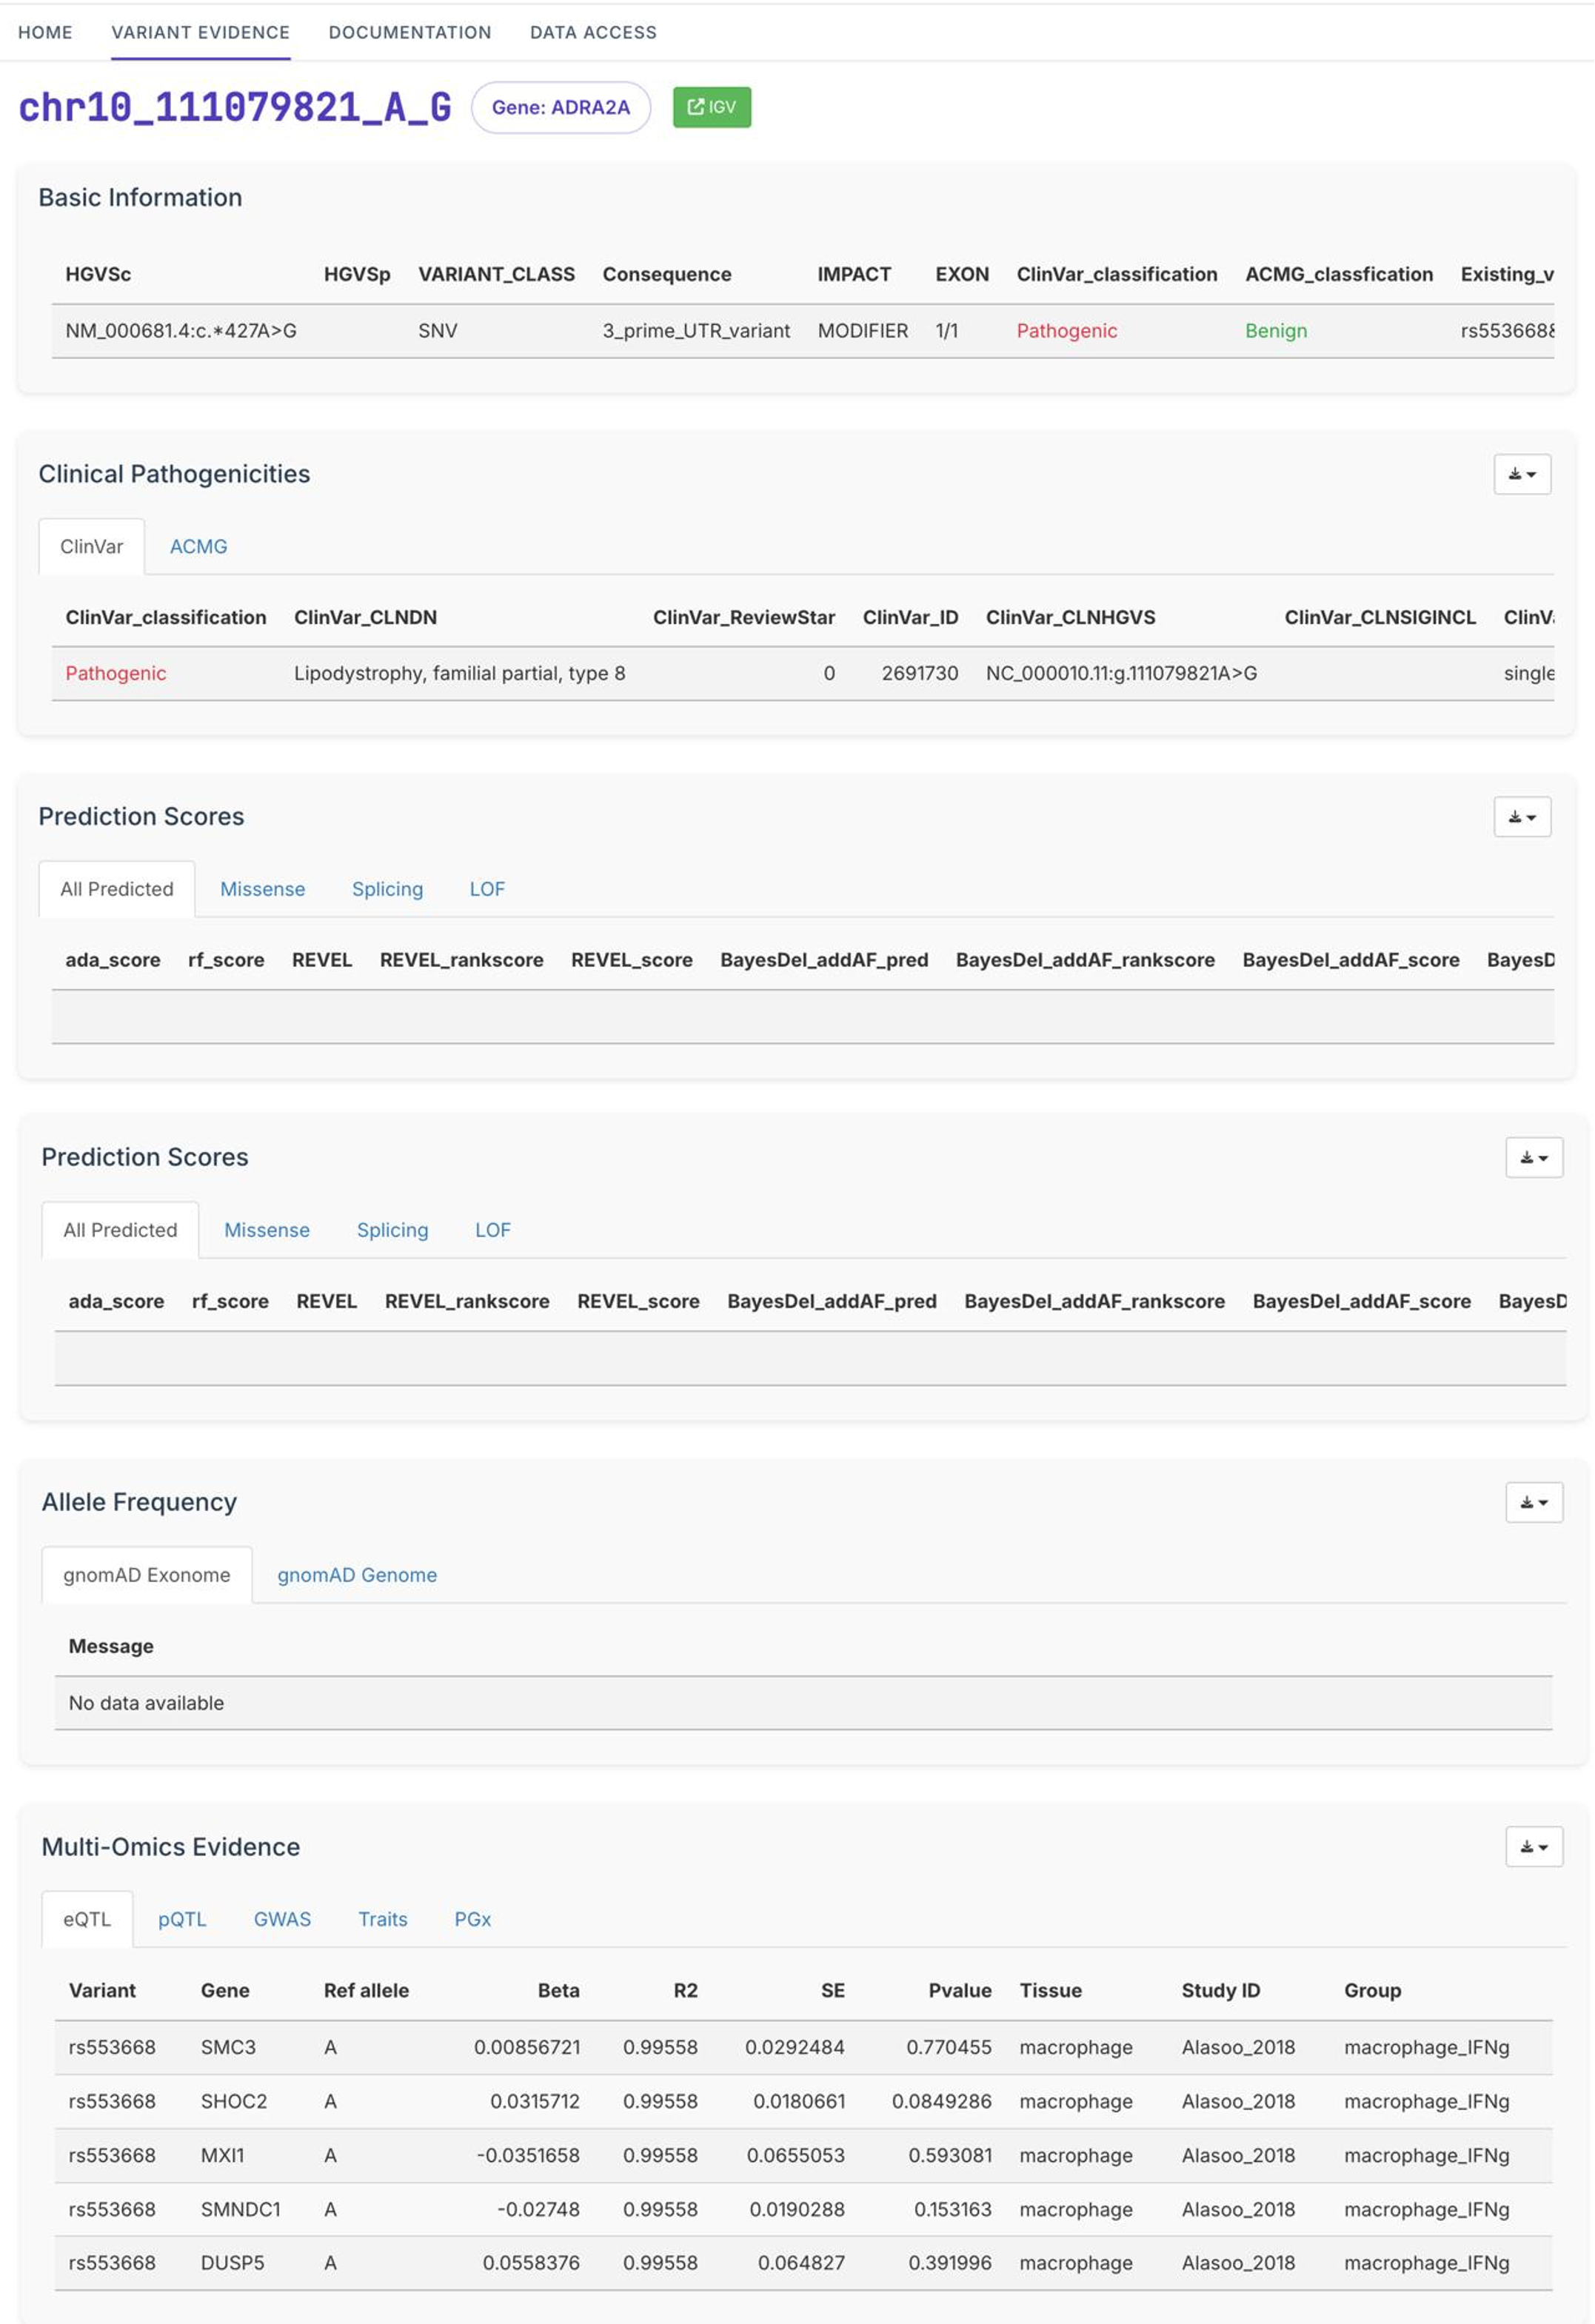 HOME VARIANT EVIDENCE DOCUMENTATION DATA ACCESS
chr10_111079821_A_G Gene: ADRA2A IGV
Basic Information
HGVSc HGVSp VARIANT_CLASS Consequence IMPACT EXON ClinVar_classification ACMG_classfication Existing_v
NM_000681.4:c.*427A>G SNV 3_prime_UTR_variant MODIFIER 1/1 Pathogenic Benign rs553668&
Clinical Pathogenicities
ClinVar ACMG
ClinVar_classification ClinVar_CLNDN ClinVar_ReviewStar ClinVar_ID ClinVar_CLNHGVS ClinVar_CLNSIGINCL ClinVa
Pathogenic Lipodystrophy, familial partial, type 8 0 2691730 NC_000010.11:g.111079821A>G single
Prediction Scores
All Predicted Missense Splicing LOF
ada_score rf_score REVEL REVEL_rankscore REVEL_score BayesDel_addAF_pred BayesDel_addAF_rankscore BayesDel_addAF_score BayesD
Prediction Scores
All Predicted Missense Splicing LOF
ada_score rf_score REVEL REVEL_rankscore REVEL_score BayesDel_addAF_pred BayesDel_addAF_rankscore BayesDel_addAF_score BayesD
Allele Frequency
gnomAD Exonome gnomAD Genome
Message
No data available
Multi-Omics Evidence
eQTL pQTL GWAS Traits PGx
Variant Gene Ref allele Beta R2 SE Pvalue Tissue Study ID Group
rs553668 SMC3 A 0.00856721 0.99558 0.0292484 0.770455 macrophage Alasoo_2018 macrophage_IFNg
rs553668 SHOC2 A 0.0315712 0.99558 0.0180661 0.0849286 macrophage Alasoo_2018 macrophage_IFNg
rs553668 MXI1 A -0.0351658 0.99558 0.0655053 0.593081 macrophage Alasoo_2018 macrophage_IFNg
rs553668 SMNDC1 A -0.02748 0.99558 0.0190288 0.153163 macrophage Alasoo_2018 macrophage_IFNg
rs553668 DUSP5 A 0.0558376 0.99558 0.064827 0.391996 macrophage Alasoo_2018 macrophage_IFNg